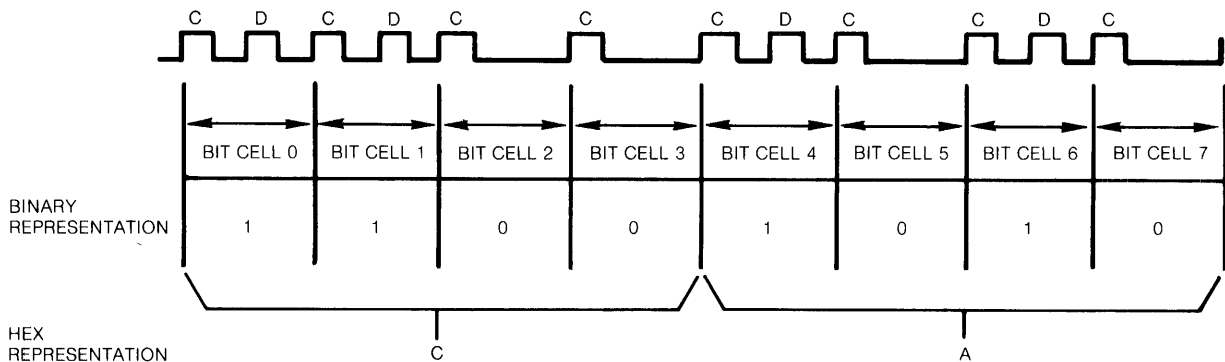 C D C D C C C D C C D C
BIT CELL 0 BIT CELL 1 BIT CELL 2 BIT CELL 3 BIT CELL 4 BIT CELL 5 BIT CELL 6 BIT CELL 7
BINARY
REPRESENTATION 1 1 0 0 1 0 1 0
HEX
REPRESENTATION C A